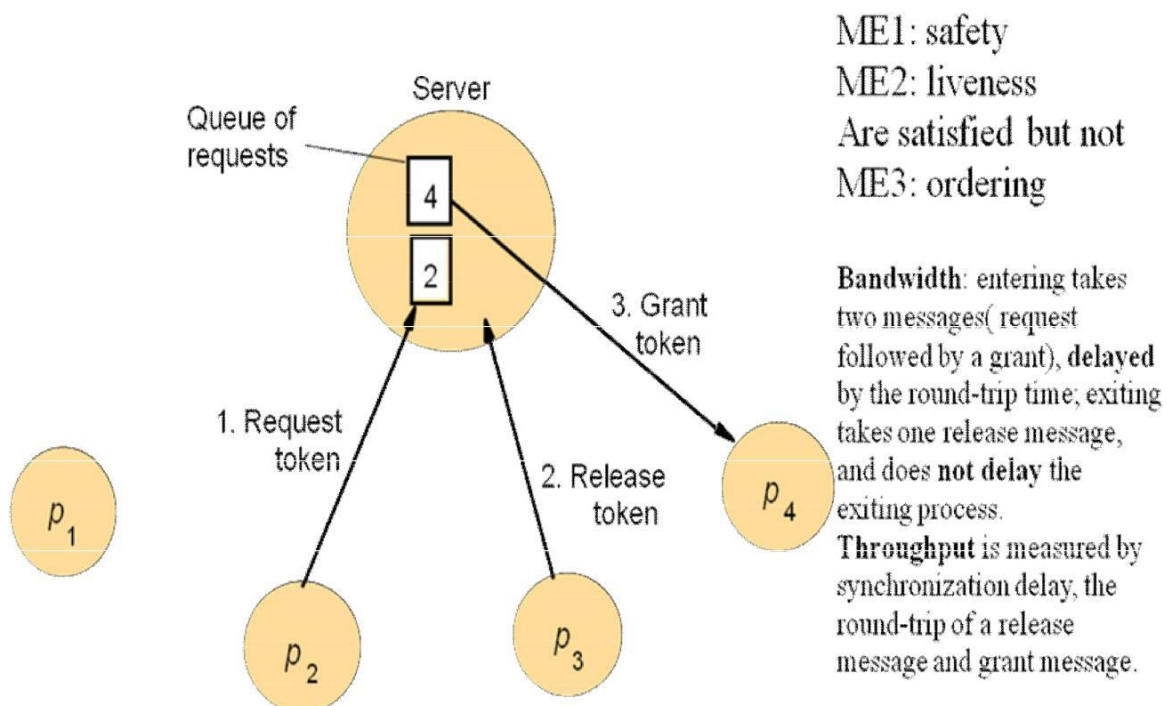 Server
Queue of
requests
4
2
3. Grant
token
1. Request
token
2. Release
token
p1
p2
p3
p4
ME1: safety
ME2: liveness
Are satisfied but not
ME3: ordering
Bandwidth: entering takes
two messages( request
followed by a grant), delayed
by the round-trip time; exiting
takes one release message,
and does not delay the
exiting process.
Throughput is measured by
synchronization delay, the
round-trip of a release
message and grant message.